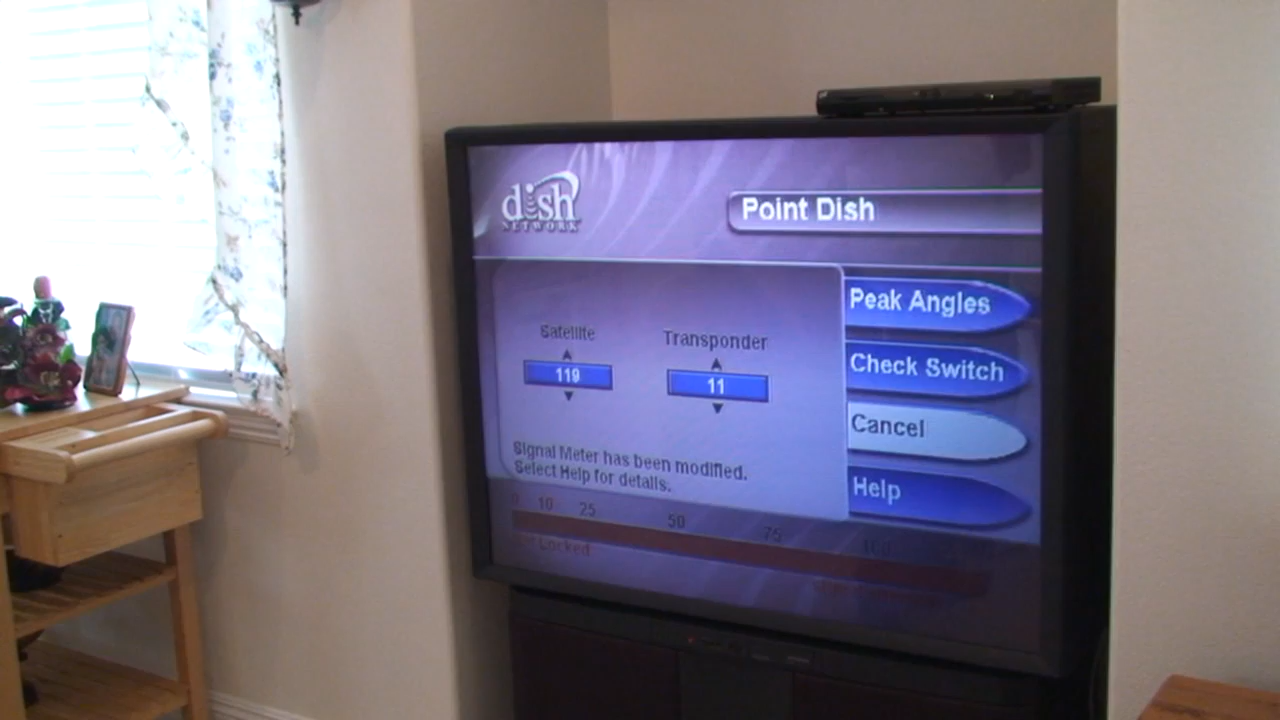 dish
NETWORK
Point Dish
Peak Angles
Satellite
Transponder
Check Switch
119
11
Cancel
Signal Meter has been modified.
Select Help for details.
Help
0 10 25 50 75 100
Locked